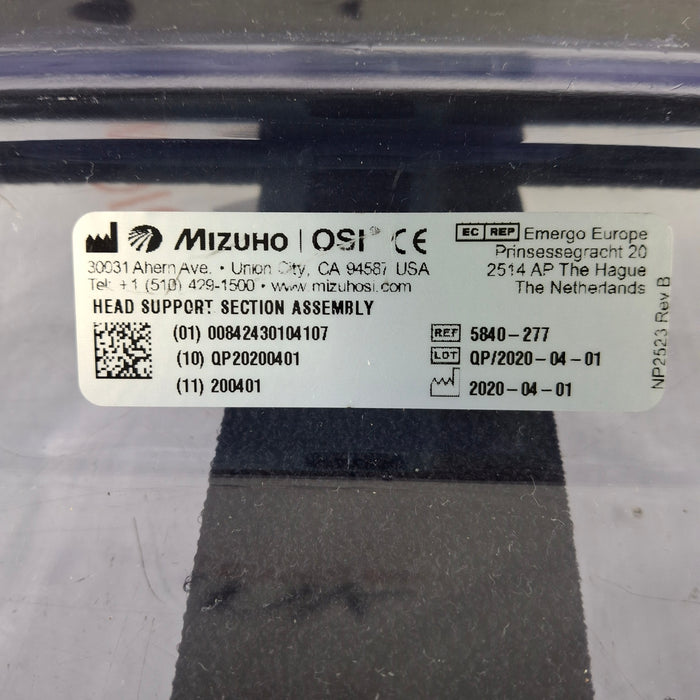 MIZUHO | OSI® CE
30031 Ahern Ave. • Union City, CA 94587 USA
Tel: +1 (510) 429-1500 • www.mizuhosi.com
EC REP Emergo Europe
Prinsessegracht 20
2514 AP The Hague
The Netherlands
HEAD SUPPORT SECTION ASSEMBLY
(01) 00842430104107
(10) QP20200401
(11) 200401
REF 5840-277
LOT QP/2020-04-01
2020-04-01
NP2523 Rev B